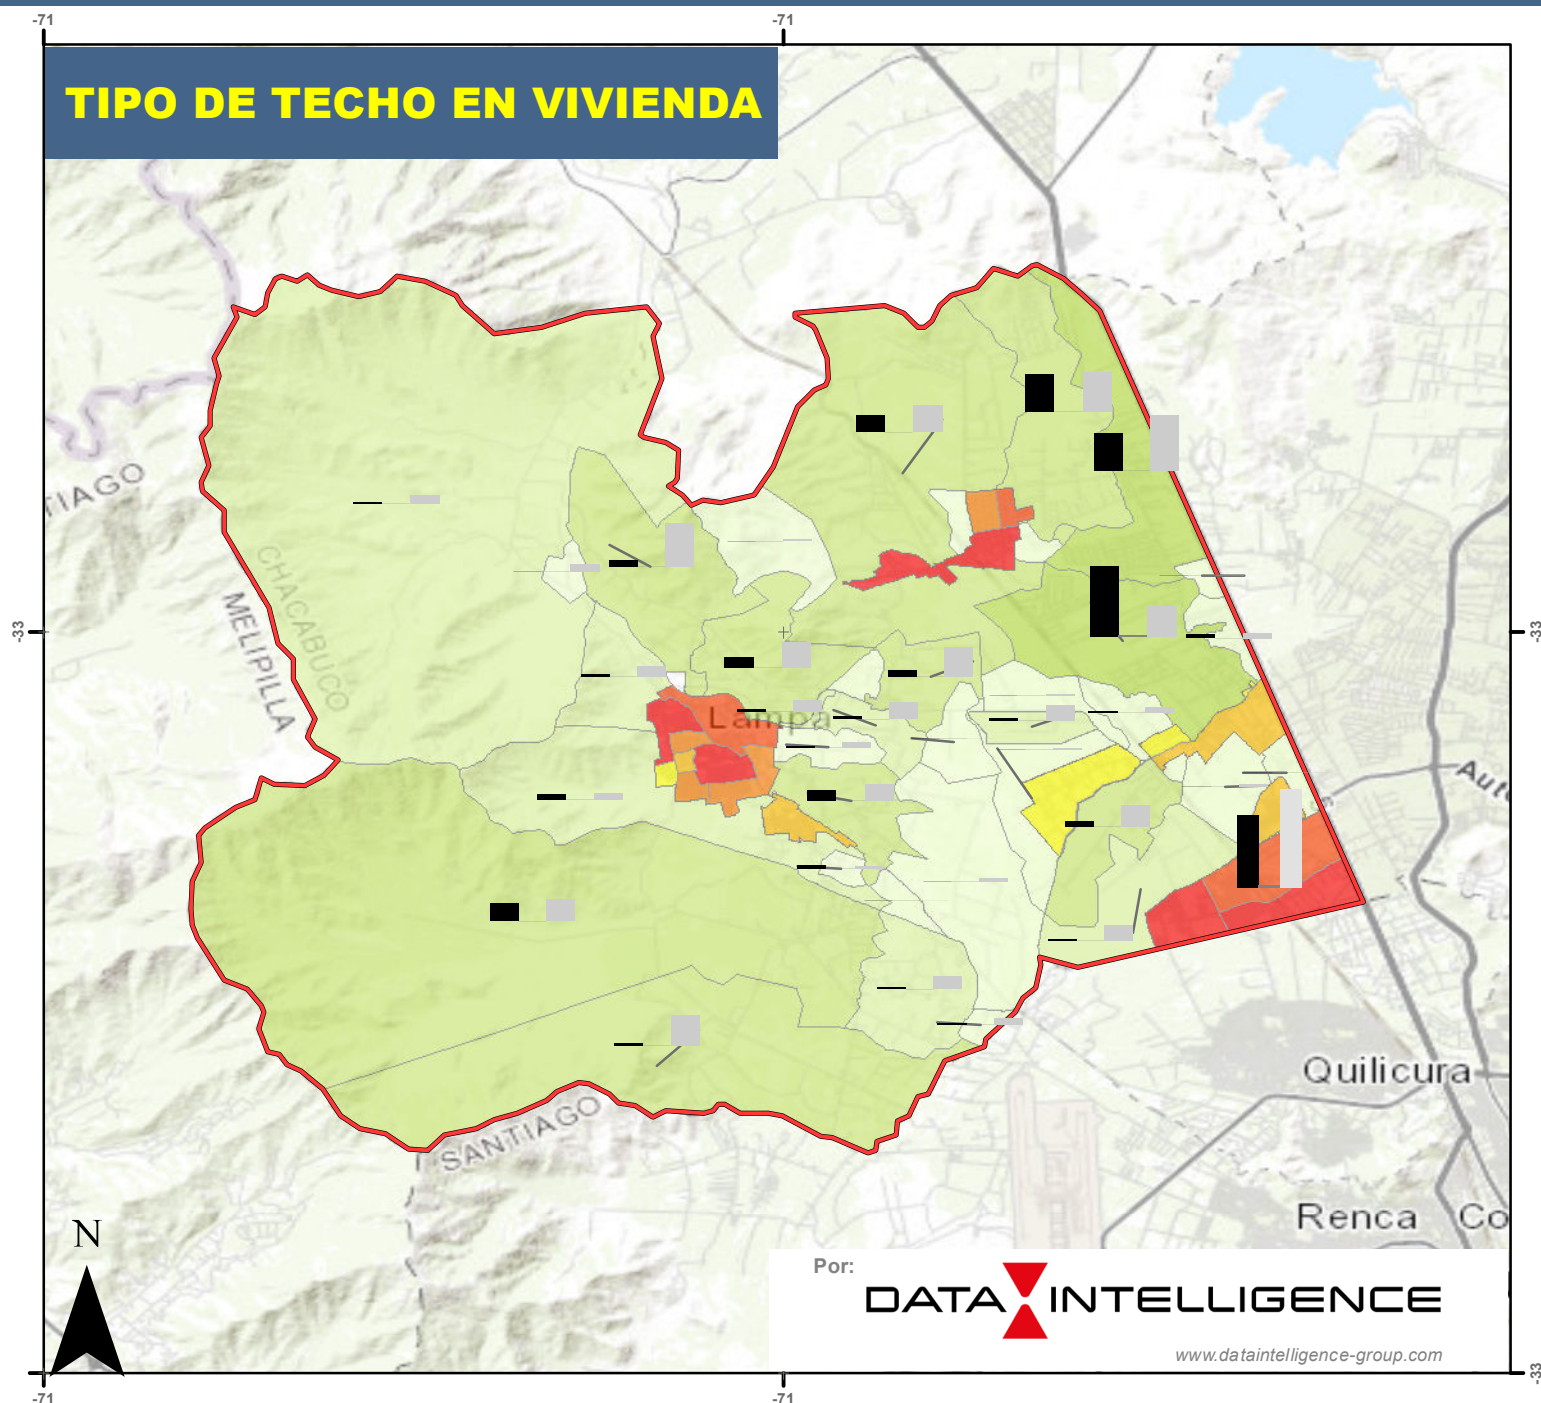 -71
-71
TIPO DE TECHO EN VIVIENDA
TIAGO
CHACABUCO
MELIPILLA
-33
-33
Lampa
Auto
SANTIAGO
Quilicura
Renca
Co
N
Por:
DATA INTELLIGENCE
www.dataintelligence-group.com
-33
-71
-71